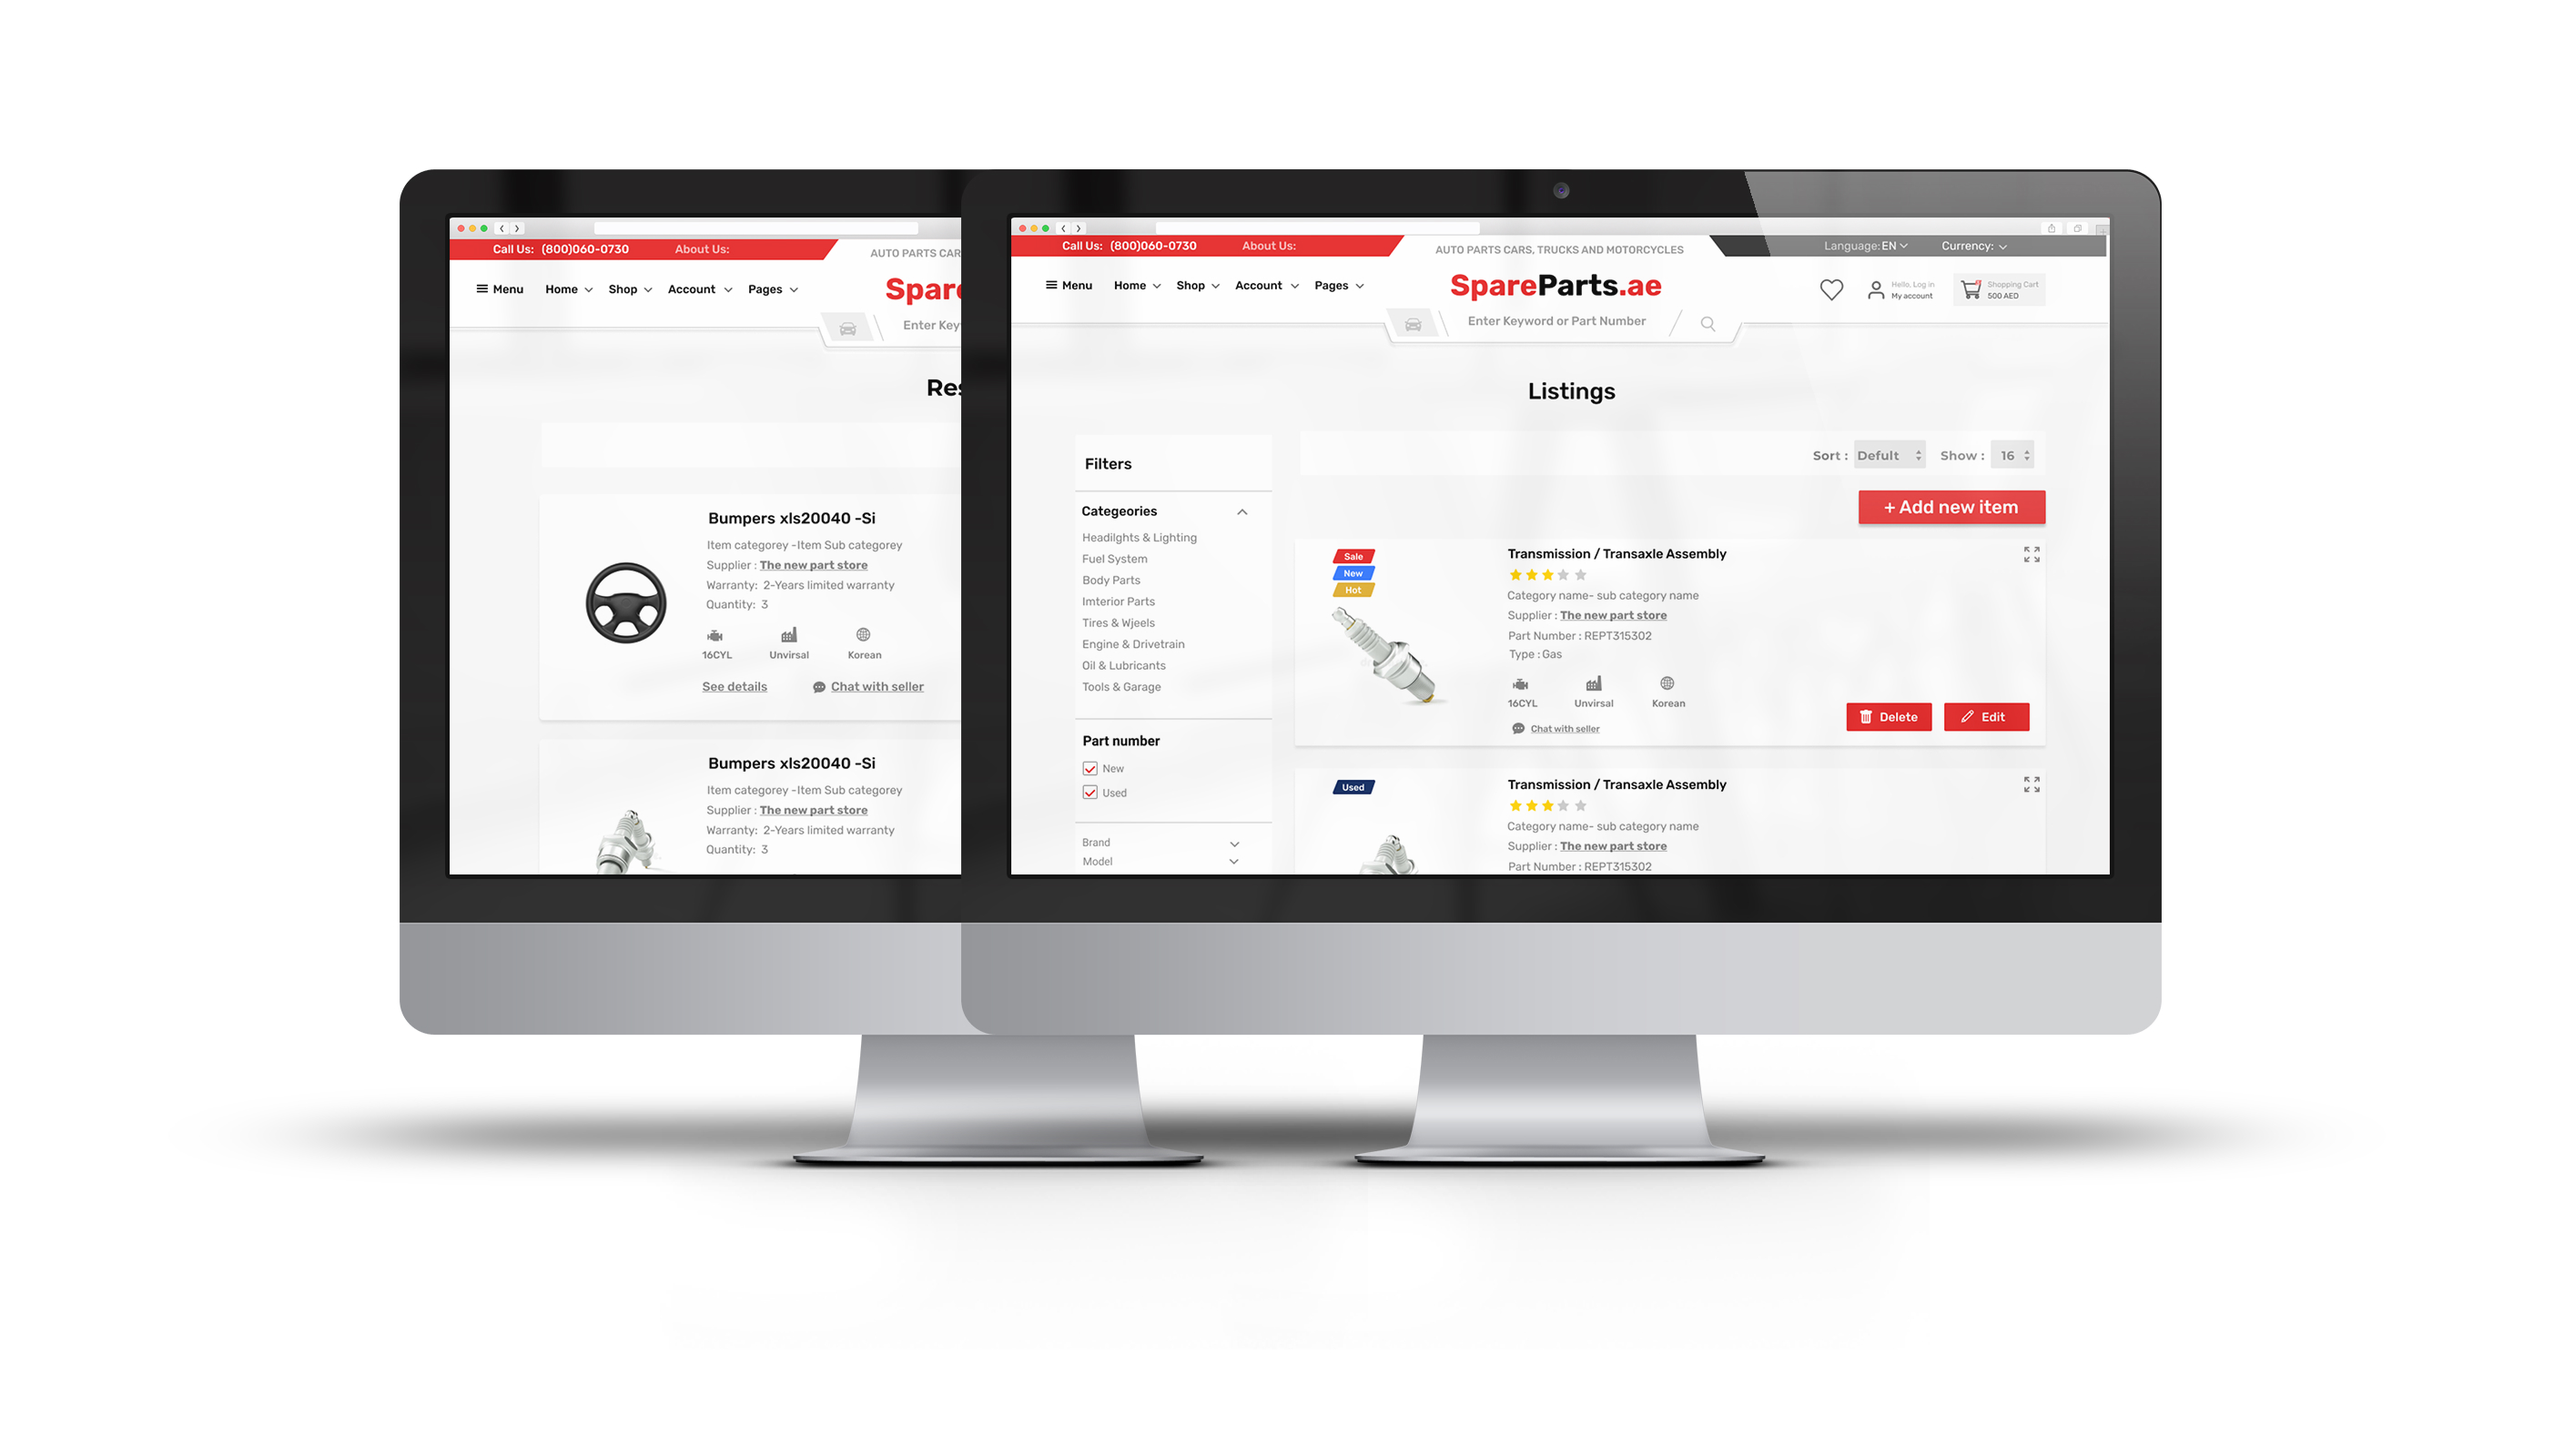 Call Us: (800)060-0730 About Us:
AUTO PARTS CAR
Menu Home Shop Account Pages
Spare
Enter Key
Res
Bumpers xls20040 -Si
Item categorey -Item Sub categorey
Supplier : The new part store
Warranty: 2-Years limited warranty
Quantity: 3
16CYL Unvirsal Korean
See details Chat with seller
Bumpers xls20040 -Si
Item categorey -Item Sub categorey
Supplier : The new part store
Warranty: 2-Years limited warranty
Quantity: 3
Call Us: (800)060-0730 About Us:
AUTO PARTS CARS, TRUCKS AND MOTORCYCLES
Language: EN Currency:
Menu Home Shop Account Pages
SpareParts.ae
Hello, Log in
My account
Shopping Cart
500 AED
Enter Keyword or Part Number
Listings
Filters
Categeories
Headilghts & Lighting
Fuel System
Body Parts
Imterior Parts
Tires & Wjeels
Engine & Drivetrain
Oil & Lubricants
Tools & Garage
Part number
New
Used
Brand
Model
Sort : Defult Show : 16
+ Add new item
Sale
New
Hot
Transmission / Transaxle Assembly
Category name- sub category name
Supplier : The new part store
Part Number : REPT315302
Type : Gas
16CYL Unvirsal Korean
Chat with seller
Delete Edit
Used
Transmission / Transaxle Assembly
Category name- sub category name
Supplier : The new part store
Part Number : REPT315302